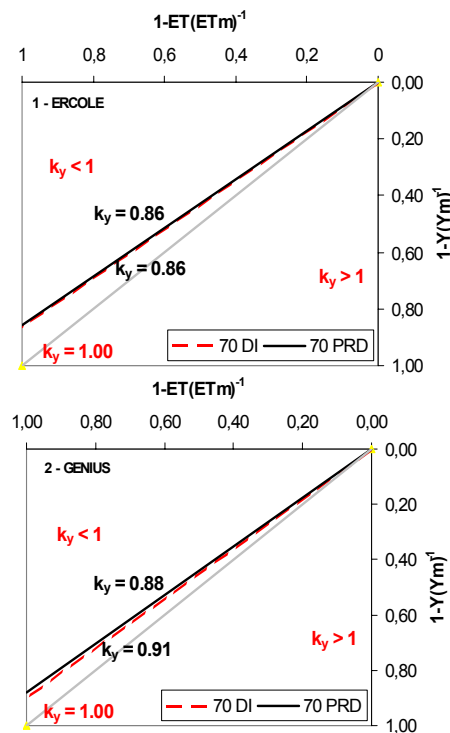 1-ET(ETm)-1
1 0,8 0,6 0,4 0,2 0
1 - ERCOLE
0,00
0,20
0,40
0,60
0,80
1,00
1-Y(Ym)-1
ky < 1
ky = 0.86
ky = 0.86
ky > 1
ky = 1.00
70 DI 70 PRD
1-ET(ETm)-1
1,00 0,80 0,60 0,40 0,20 0,00
2 - GENIUS
0,00
0,20
0,40
0,60
0,80
1,00
1-Y(Ym)-1
ky < 1
ky = 0.88
ky = 0.91
ky > 1
ky = 1.00
70 DI 70 PRD